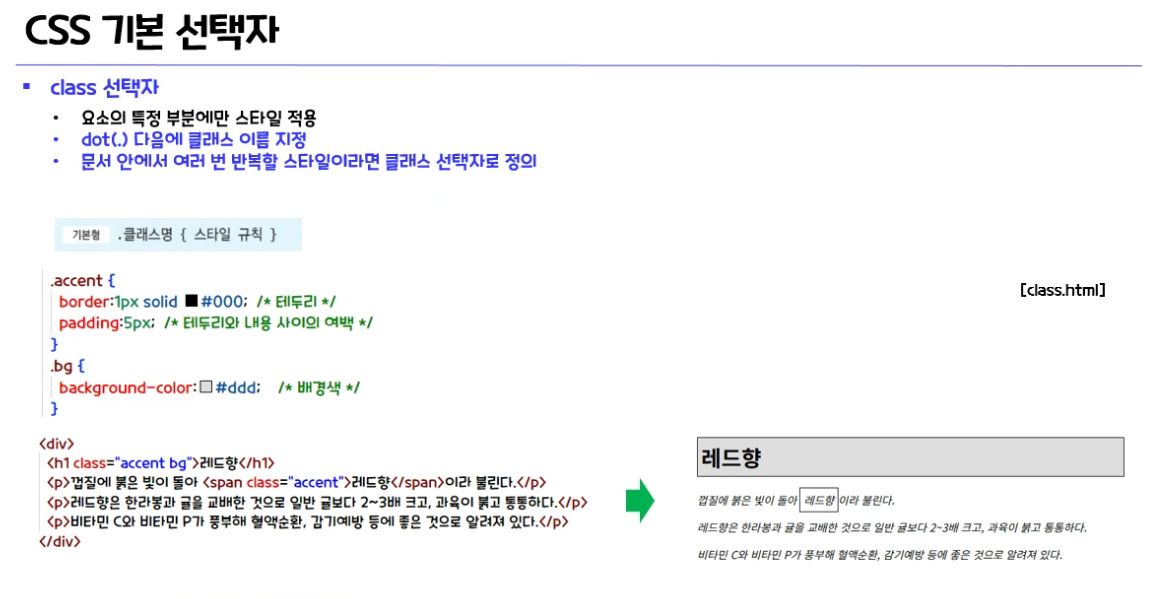 CSS 기본 선택자
▪ class 선택자
• 요소의 특정 부분에만 스타일 적용
• dot(.) 다음에 클래스 이름 지정
• 문서 안에서 여러 번 반복할 스타일이라면 클래스 선택자로 정의
기본형 .클래스명 { 스타일 규칙 }
.accent {
border:1px solid #000; /* 테두리 */
padding:5px; /* 테두리와 내용 사이의 여백 */
}
.bg {
background-color:#ddd; /* 배경색 */
}
[class.html]
<div>
<h1 class="accent bg">레드향</h1>
<p>껍질에 붉은 빛이 돌아 <span class="accent">레드향</span>이라 불린다.</p>
<p>레드향은 한라봉과 귤을 교배한 것으로 일반 귤보다 2~3배 크고, 과육이 붉고 통통하다.</p>
<p>비타민 C와 비타민 P가 풍부해 혈액순환, 감기예방 등에 좋은 것으로 알려져 있다.</p>
</div>
레드향
껍질에 붉은 빛이 돌아 레드향 이라 불린다.
레드향은 한라봉과 귤을 교배한 것으로 일반 귤보다 2~3배 크고, 과육이 붉고 통통하다.
비타민 C와 비타민 P가 풍부해 혈액순환, 감기예방 등에 좋은 것으로 알려져 있다.